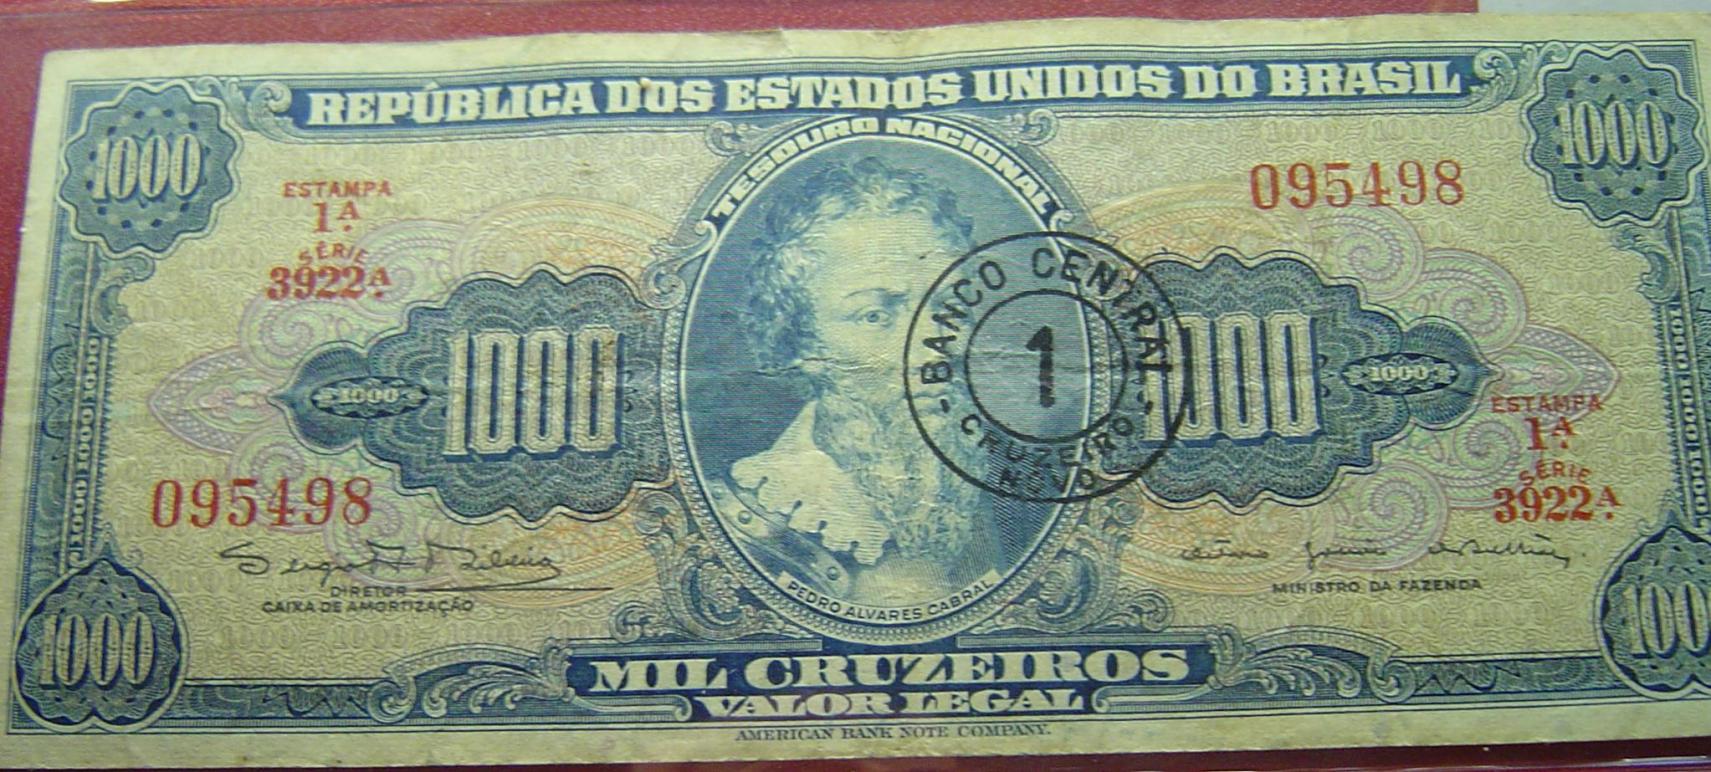 REPÚBLICA DOS ESTADOS UNIDOS DO BRASIL
TESOURO NACIONAL
1000
1000
ESTAMPA
1A.
SÉRIE
3922A.
095498
BANCO CENTRAL
1
- CRUZEIRO -
NOVO
1000
1000
1000
1000
ESTAMPA
1A.
SÉRIE
3922A.
095498
DIRETOR
CAIXA DE AMORTIZAÇÃO
MINISTRO DA FAZENDA
PEDRO ALVARES CABRAL
1000
1000
MIL CRUZEIROS
VALOR LEGAL
AMERICAN BANK NOTE COMPANY.